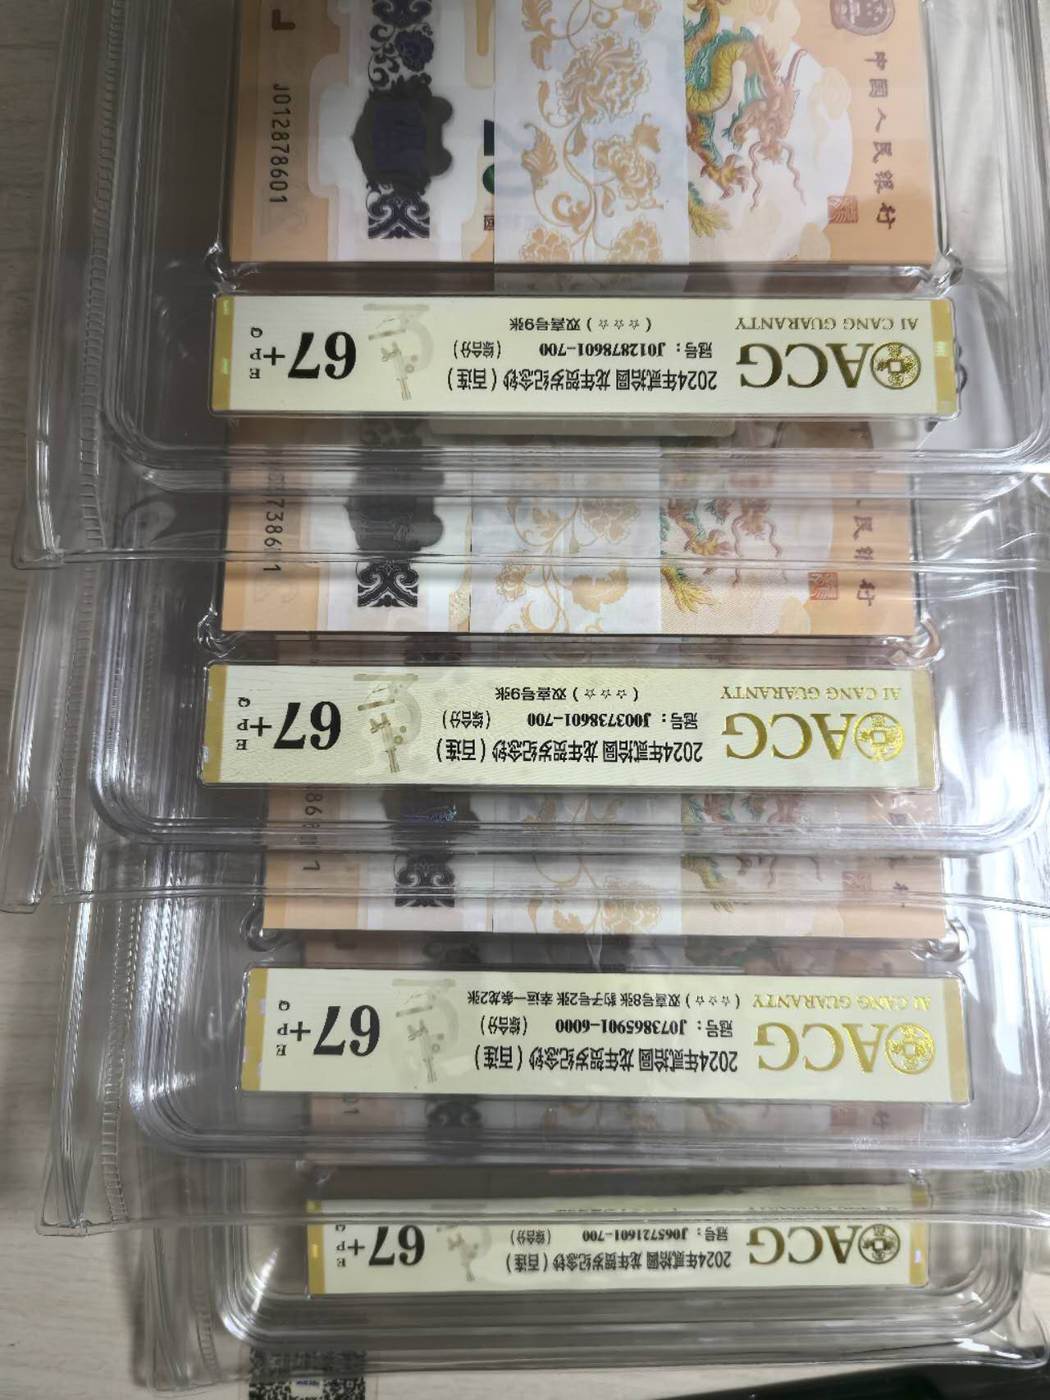 J012878601
中國人民銀行
ACG
AI CANG GUARANTY
2024年贰拾圆 龙年贺岁纪念钞（百连）
冠号：J012878601-700 （综合分）
（☆☆☆）双喜号9张
67+
E
P
Q
ACG
AI CANG GUARANTY
2024年贰拾圆 龙年贺岁纪念钞（百连）
冠号：J003738601-700 （综合分）
（☆☆☆）双喜号9张
67+
E
P
Q
ACG
AI CANG GUARANTY
2024年贰拾圆 龙年贺岁纪念钞（百连）
冠号：J073865901-6000 （综合分）
（☆☆☆）双喜号8张 豹子号2张 幸运一条龙2张
67+
E
P
Q
ACG
2024年贰拾圆 龙年贺岁纪念钞（百连）
冠号：J065721601-700 （综合分）
67+
E
P
Q